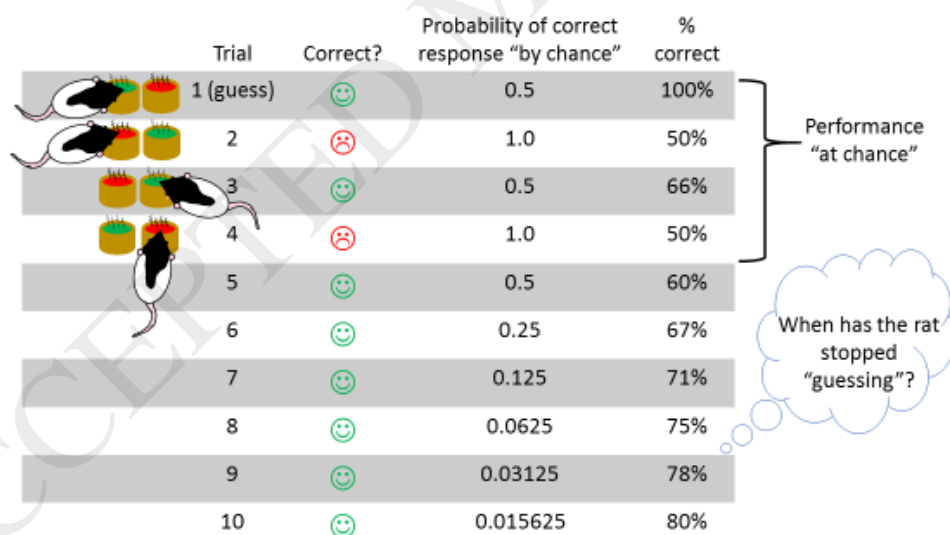 Trial Correct? Probability of correct response “by chance” % correct
1 (guess) 0.5 100%
2 1.0 50%
3 0.5 66%
4 1.0 50%
5 0.5 60%
6 0.25 67%
7 0.125 71%
8 0.0625 75%
9 0.03125 78%
10 0.015625 80%
Performance
“at chance”
When has the rat
stopped
“guessing”?
CCEPTED M